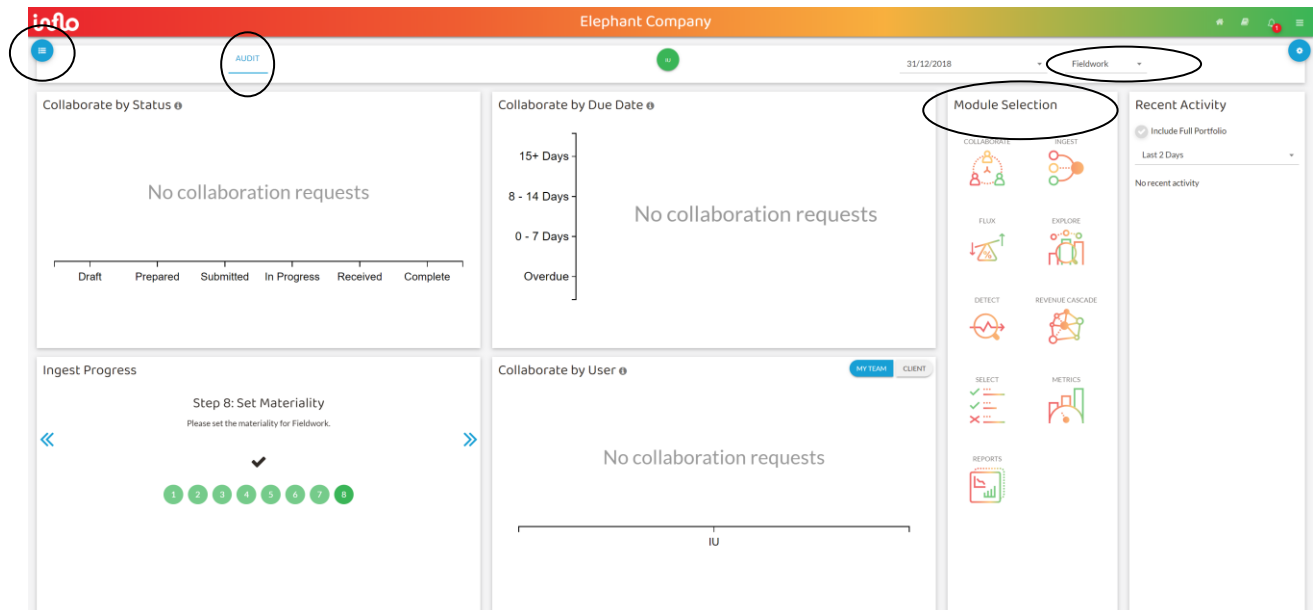 inflo
Elephant Company
1
AUDIT
IU
31/12/2018
Fieldwork
Collaborate by Status
No collaboration requests
Draft Prepared Submitted In Progress Received Complete
Collaborate by Due Date
15+ Days
8 - 14 Days
0 - 7 Days
Overdue
No collaboration requests
Module Selection
COLLABORATE INGEST
FLUX EXPLORE
%
DETECT REVENUE CASCADE
SELECT METRICS
REPORTS
Recent Activity
Include Full Portfolio
Last 2 Days
No recent activity
Ingest Progress
Step 8: Set Materiality
Please set the materiality for Fieldwork.
1 2 3 4 5 6 7 8
Collaborate by User
MY TEAM CLIENT
No collaboration requests
IU